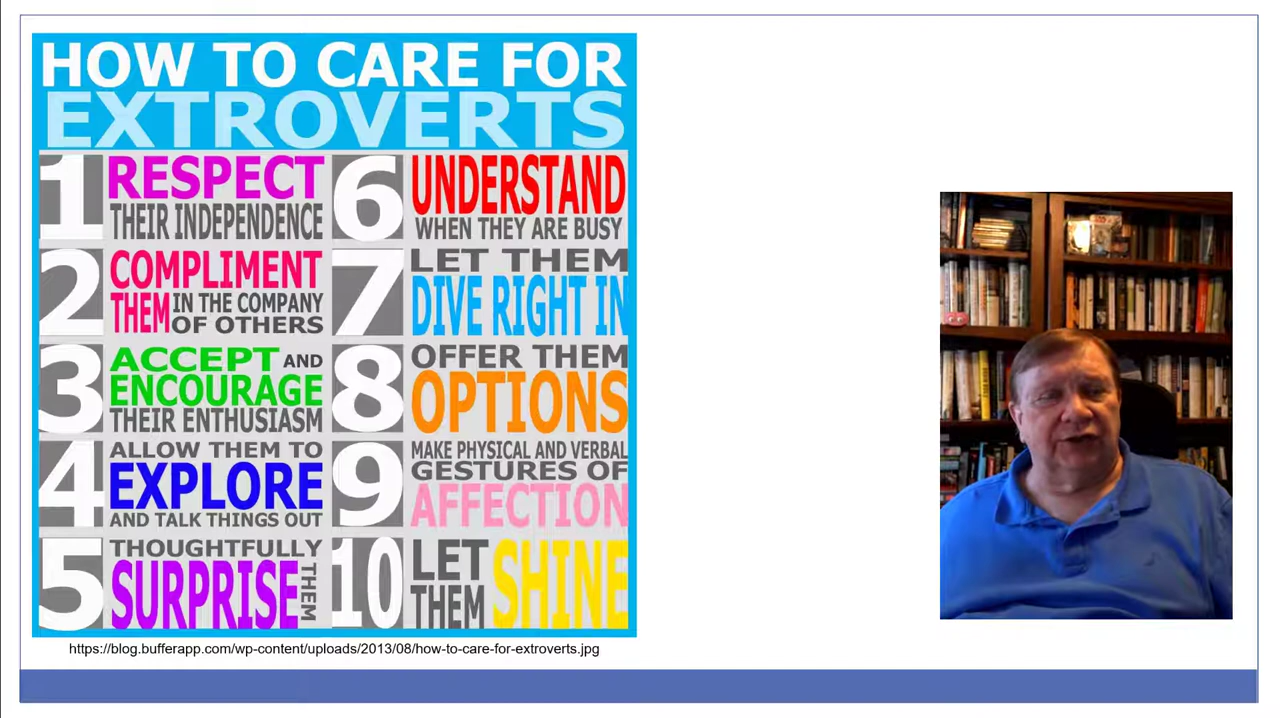 HOW TO CARE FOR
EXTROVERTS
1 RESPECT
THEIR INDEPENDENCE
2 COMPLIMENT
THEM IN THE COMPANY
OF OTHERS
3 ACCEPT AND
ENCOURAGE
THEIR ENTHUSIASM
4 ALLOW THEM TO
EXPLORE
AND TALK THINGS OUT
5 THOUGHTFULLY
SURPRISE THEM
6 UNDERSTAND
WHEN THEY ARE BUSY
7 LET THEM
DIVE RIGHT IN
8 OFFER THEM
OPTIONS
9 MAKE PHYSICAL AND VERBAL
GESTURES OF
AFFECTION
10 LET
THEM SHINE
https://blog.bufferapp.com/wp-content/uploads/2013/08/how-to-care-for-extroverts.jpg